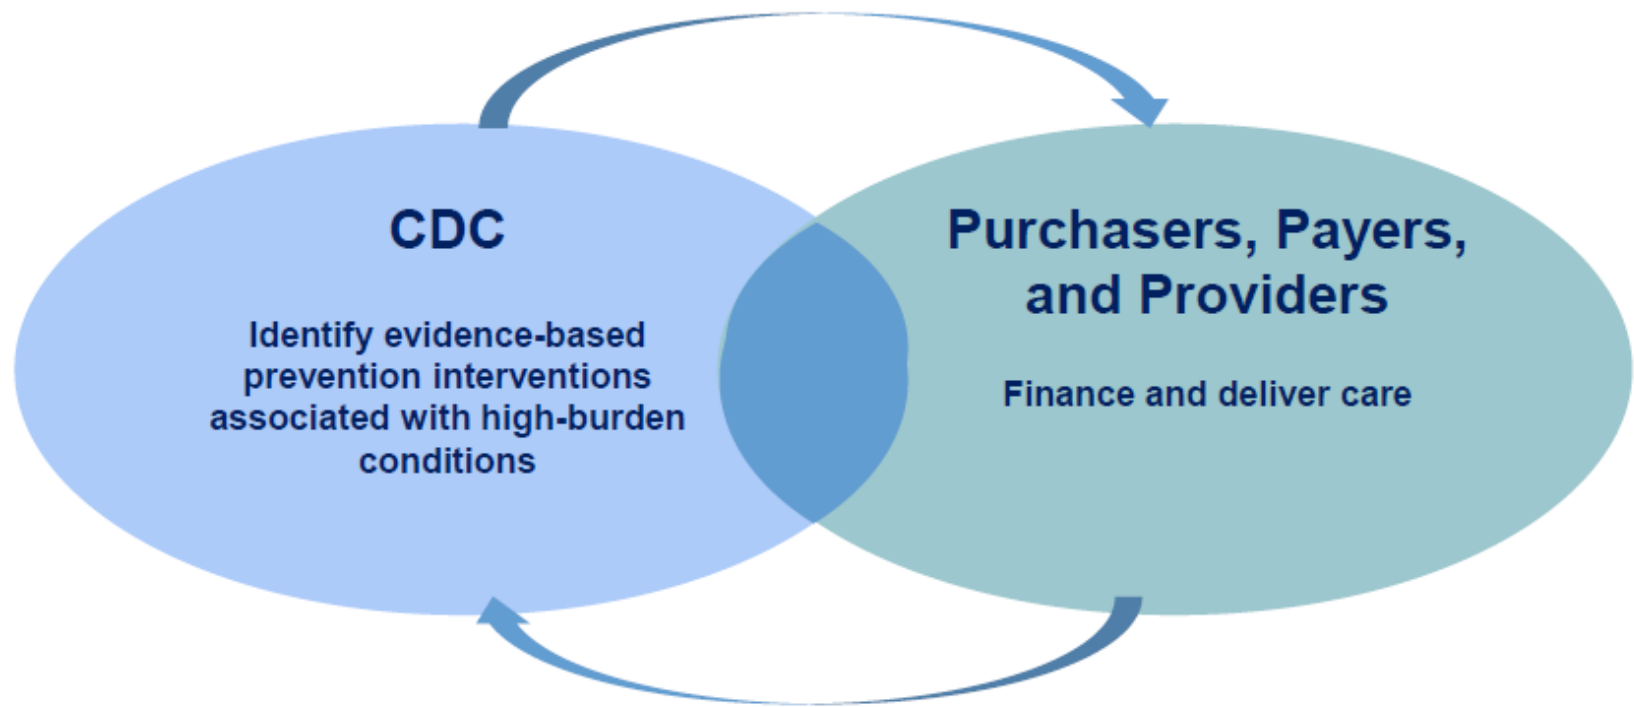 CDC
Identify evidence-based
prevention interventions
associated with high-burden
conditions
Purchasers, Payers,
and Providers
Finance and deliver care